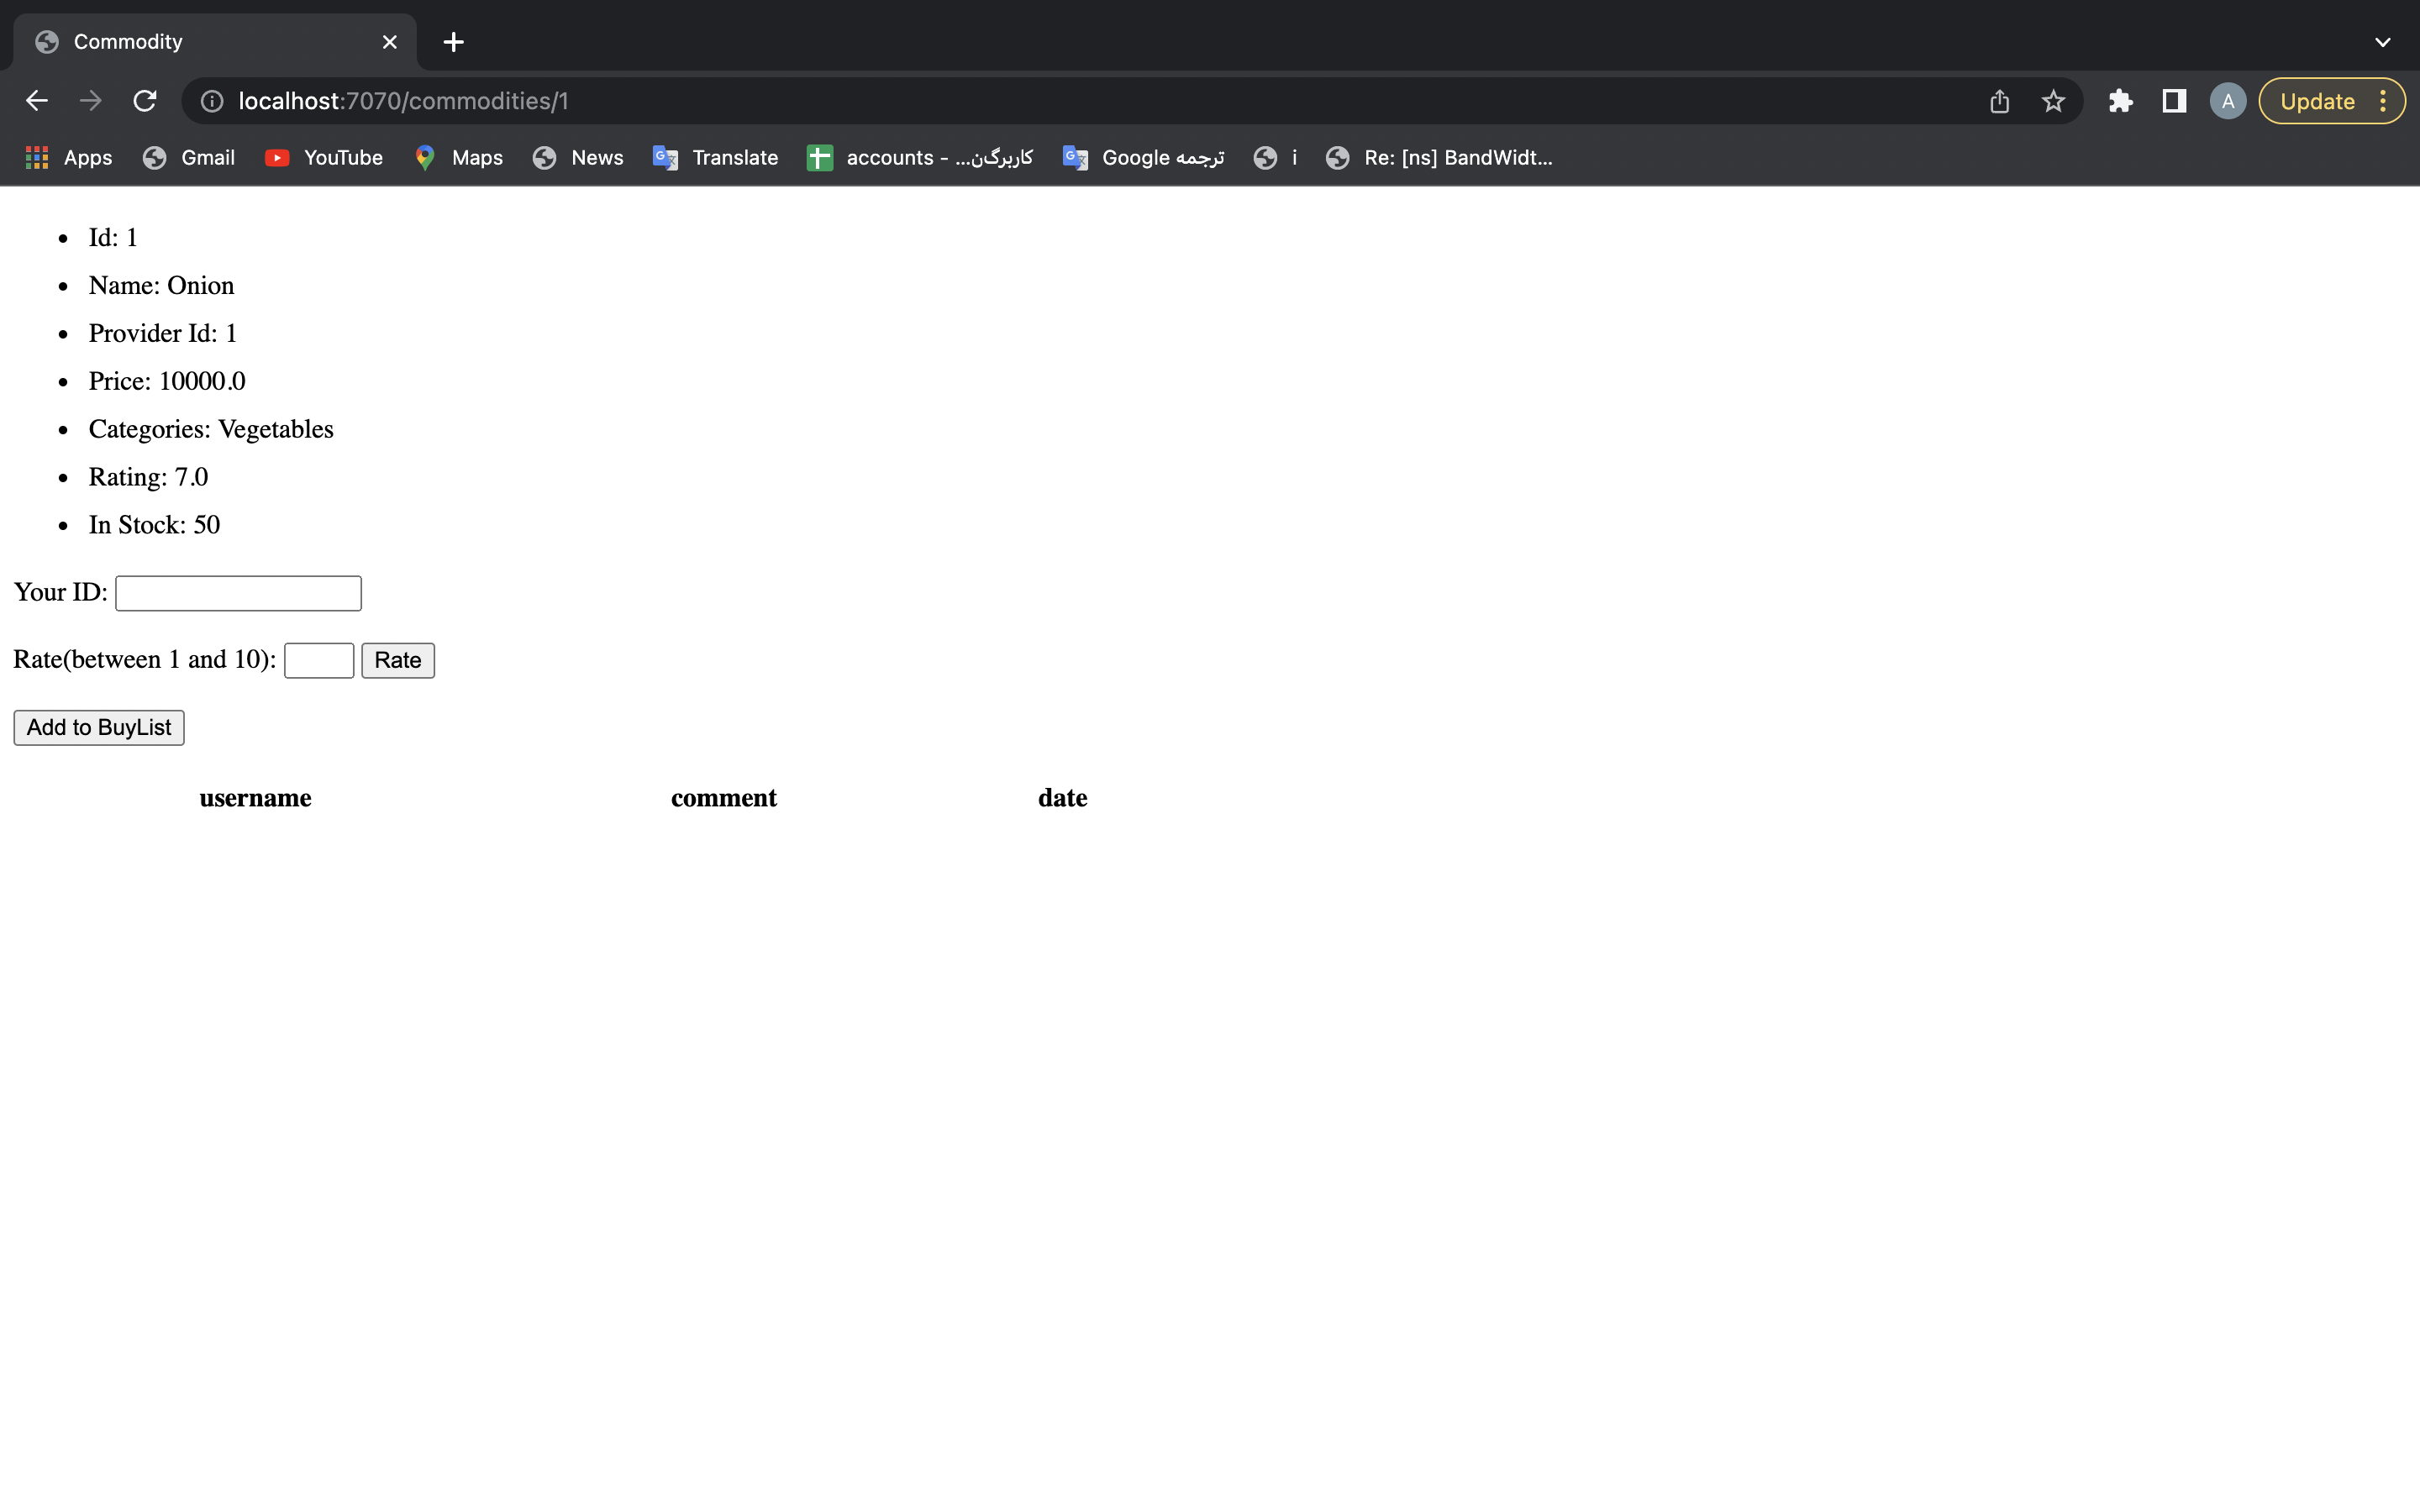 Commodity
localhost:7070/commodities/1
A
Update
Apps Gmail YouTube Maps News Translate accounts - ...کاربرگ‌ن Google ترجمه i Re: [ns] BandWidt...
Id: 1
Name: Onion
Provider Id: 1
Price: 10000.0
Categories: Vegetables
Rating: 7.0
In Stock: 50
Your ID:
Rate(between 1 and 10): Rate
Add to BuyList
username comment date